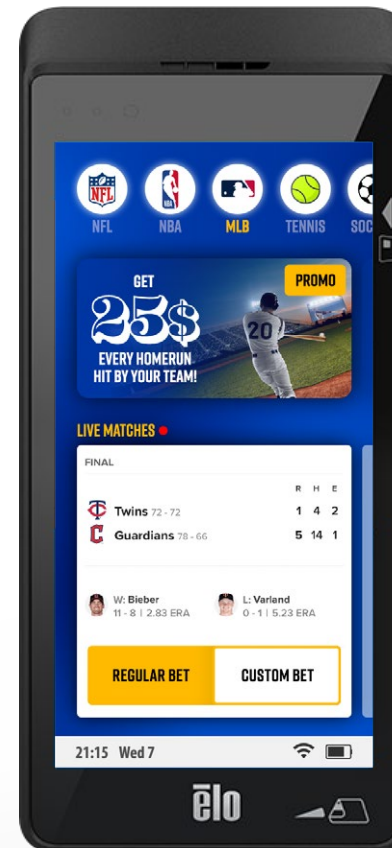 NFL
NBA
NFL NBA MLB TENNIS SOC
GET
25$
EVERY HOMERUN
HIT BY YOUR TEAM!
PROMO
20
LIVE MATCHES
FINAL
R H E
Twins 72 - 72 1 4 2
Guardians 78 - 66 5 14 1
W: Bieber
11 - 8 | 2.83 ERA
L: Varland
0 - 1 | 5.23 ERA
REGULAR BET CUSTOM BET
21:15 Wed 7
ēlo